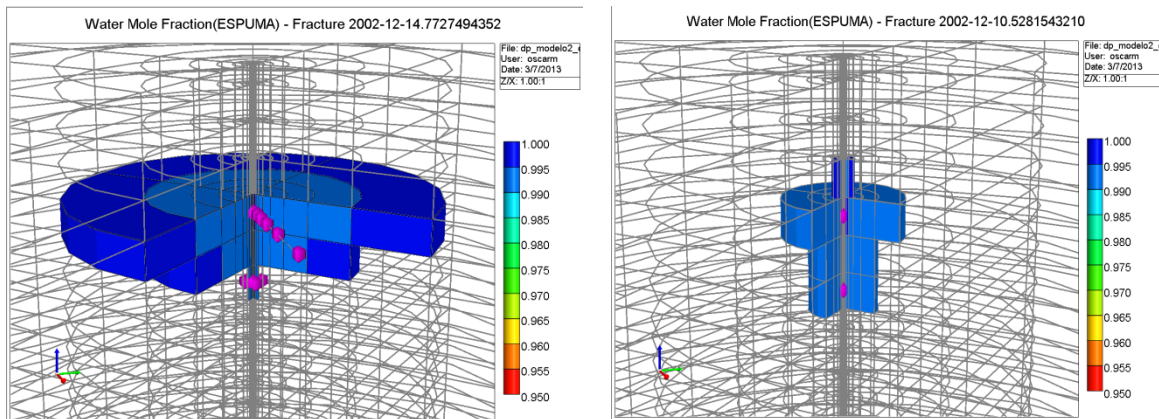 Water Mole Fraction(ESPUMA) - Fracture 2002-12-14.7727494352
File: dp_modelo2_
User: oscarm
Date: 3/7/2013
Z/X: 1.00:1
1.000
0.995
0.990
0.985
0.980
0.975
0.970
0.965
0.960
0.955
0.950
Water Mole Fraction(ESPUMA) - Fracture 2002-12-10.5281543210
File: dp_modelo2_
User: oscarm
Date: 3/7/2013
Z/X: 1.00:1
1.000
0.995
0.990
0.985
0.980
0.975
0.970
0.965
0.960
0.955
0.950